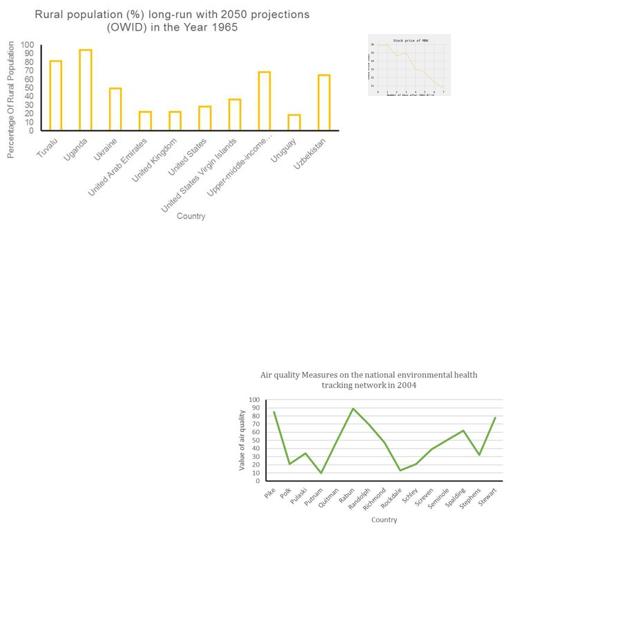 Rural population (%) long-run with 2050 projections
(OWID) in the Year 1965
Percentage Of Rural Population
100
90
80
70
60
50
40
30
20
10
0
Tuvalu
Uganda
Ukraine
United Arab Emirates
United Kingdom
United States
United States Virgin Islands
Upper-middle-income...
Uruguay
Uzbekistan
Country
Stock price of
Air quality Measures on the national environmental health
tracking network in 2004
Value of air quality
100
90
80
70
60
50
40
30
20
10
0
Pike
Polk
Pulaski
Putnam
Quitman
Rabun
Randolph
Richmond
Rockdale
Schley
Screven
Seminole
Spalding
Stephens
Stewart
Country